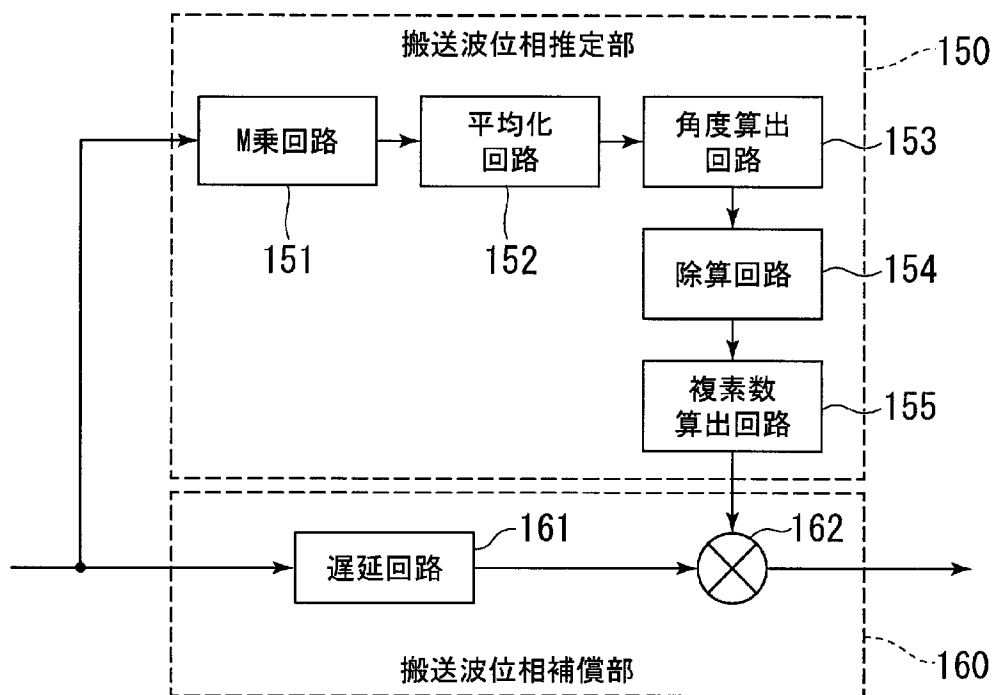 搬送波位相推定部
150
M乗回路
151
平均化
回路
152
角度算出
回路
153
除算回路
154
複素数
算出回路
155
遅延回路
161
162
搬送波位相補償部
160